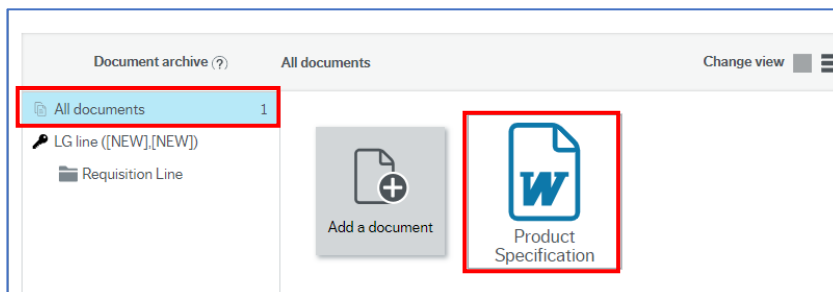 Document archive (?)
All documents
Change view
All documents 1
LG line ([NEW],[NEW])
Requisition Line
Add a document
W
Product
Specification